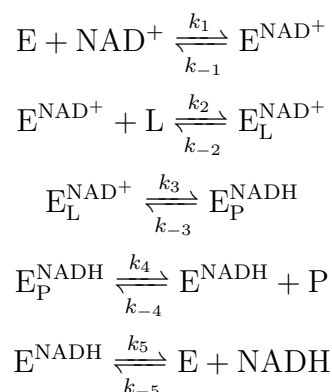 E + NAD⁺ ⇌ E^{NAD⁺} k₁ k₋₁
E^{NAD⁺} + L ⇌ E_L^{NAD⁺} k₂ k₋₂
E_L^{NAD⁺} ⇌ E_P^{NADH} k₃ k₋₃
E_P^{NADH} ⇌ E^{NADH} + P k₄ k₋₄
E^{NADH} ⇌ E + NADH k₅ k₋₅